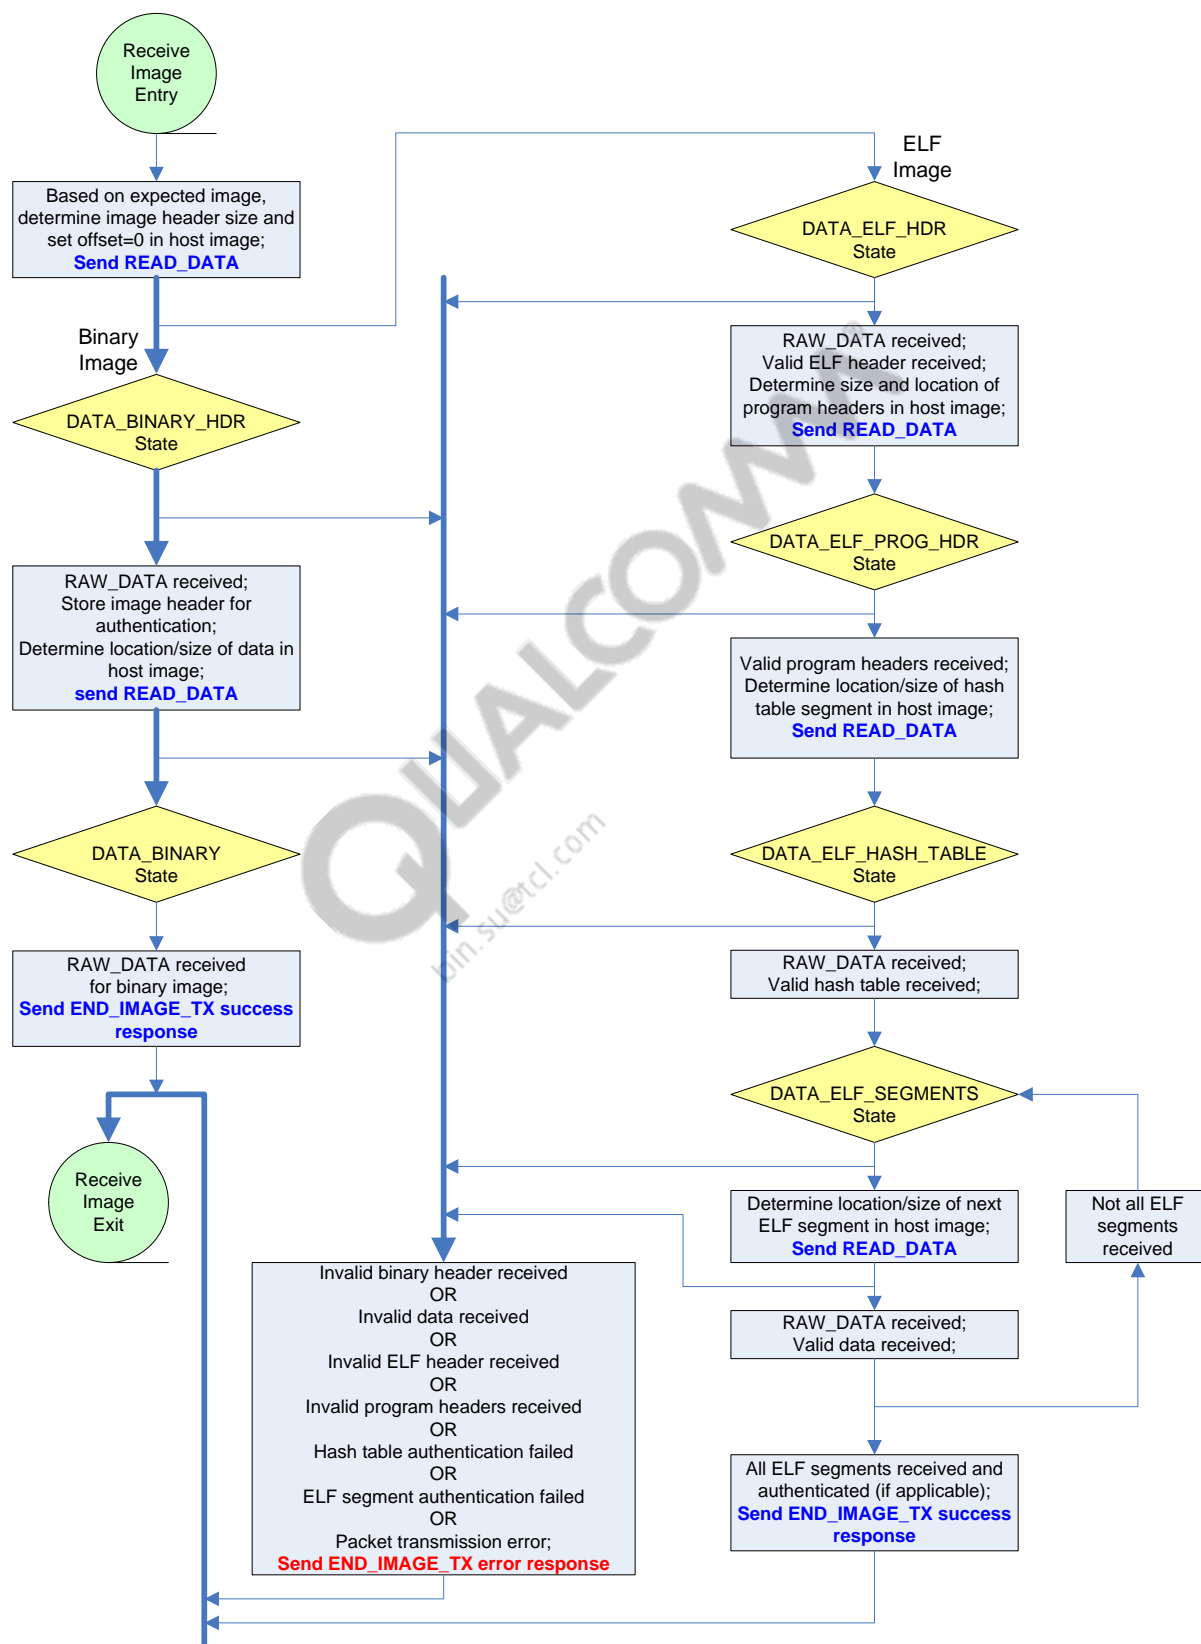 Receive
Image
Entry
Based on expected image,
determine image header size and
set offset=0 in host image;
Send READ_DATA
Binary
Image
DATA_BINARY_HDR
State
RAW_DATA received;
Store image header for
authentication;
Determine location/size of data in
host image;
send READ_DATA
DATA_BINARY
State
RAW_DATA received
for binary image;
Send END_IMAGE_TX success
response
Receive
Image
Exit
Invalid binary header received
OR
Invalid data received
OR
Invalid ELF header received
OR
Invalid program headers received
OR
Hash table authentication failed
OR
ELF segment authentication failed
OR
Packet transmission error;
Send END_IMAGE_TX error response
ELF
Image
DATA_ELF_HDR
State
RAW_DATA received;
Valid ELF header received;
Determine size and location of
program headers in host image;
Send READ_DATA
DATA_ELF_PROG_HDR
State
Valid program headers received;
Determine location/size of hash
table segment in host image;
Send READ_DATA
DATA_ELF_HASH_TABLE
State
RAW_DATA received;
Valid hash table received;
DATA_ELF_SEGMENTS
State
Determine location/size of next
ELF segment in host image;
Send READ_DATA
Not all ELF
segments
received
RAW_DATA received;
Valid data received;
All ELF segments received and
authenticated (if applicable);
Send END_IMAGE_TX success
response
QUALCOMM®
bin.su@tcl.com